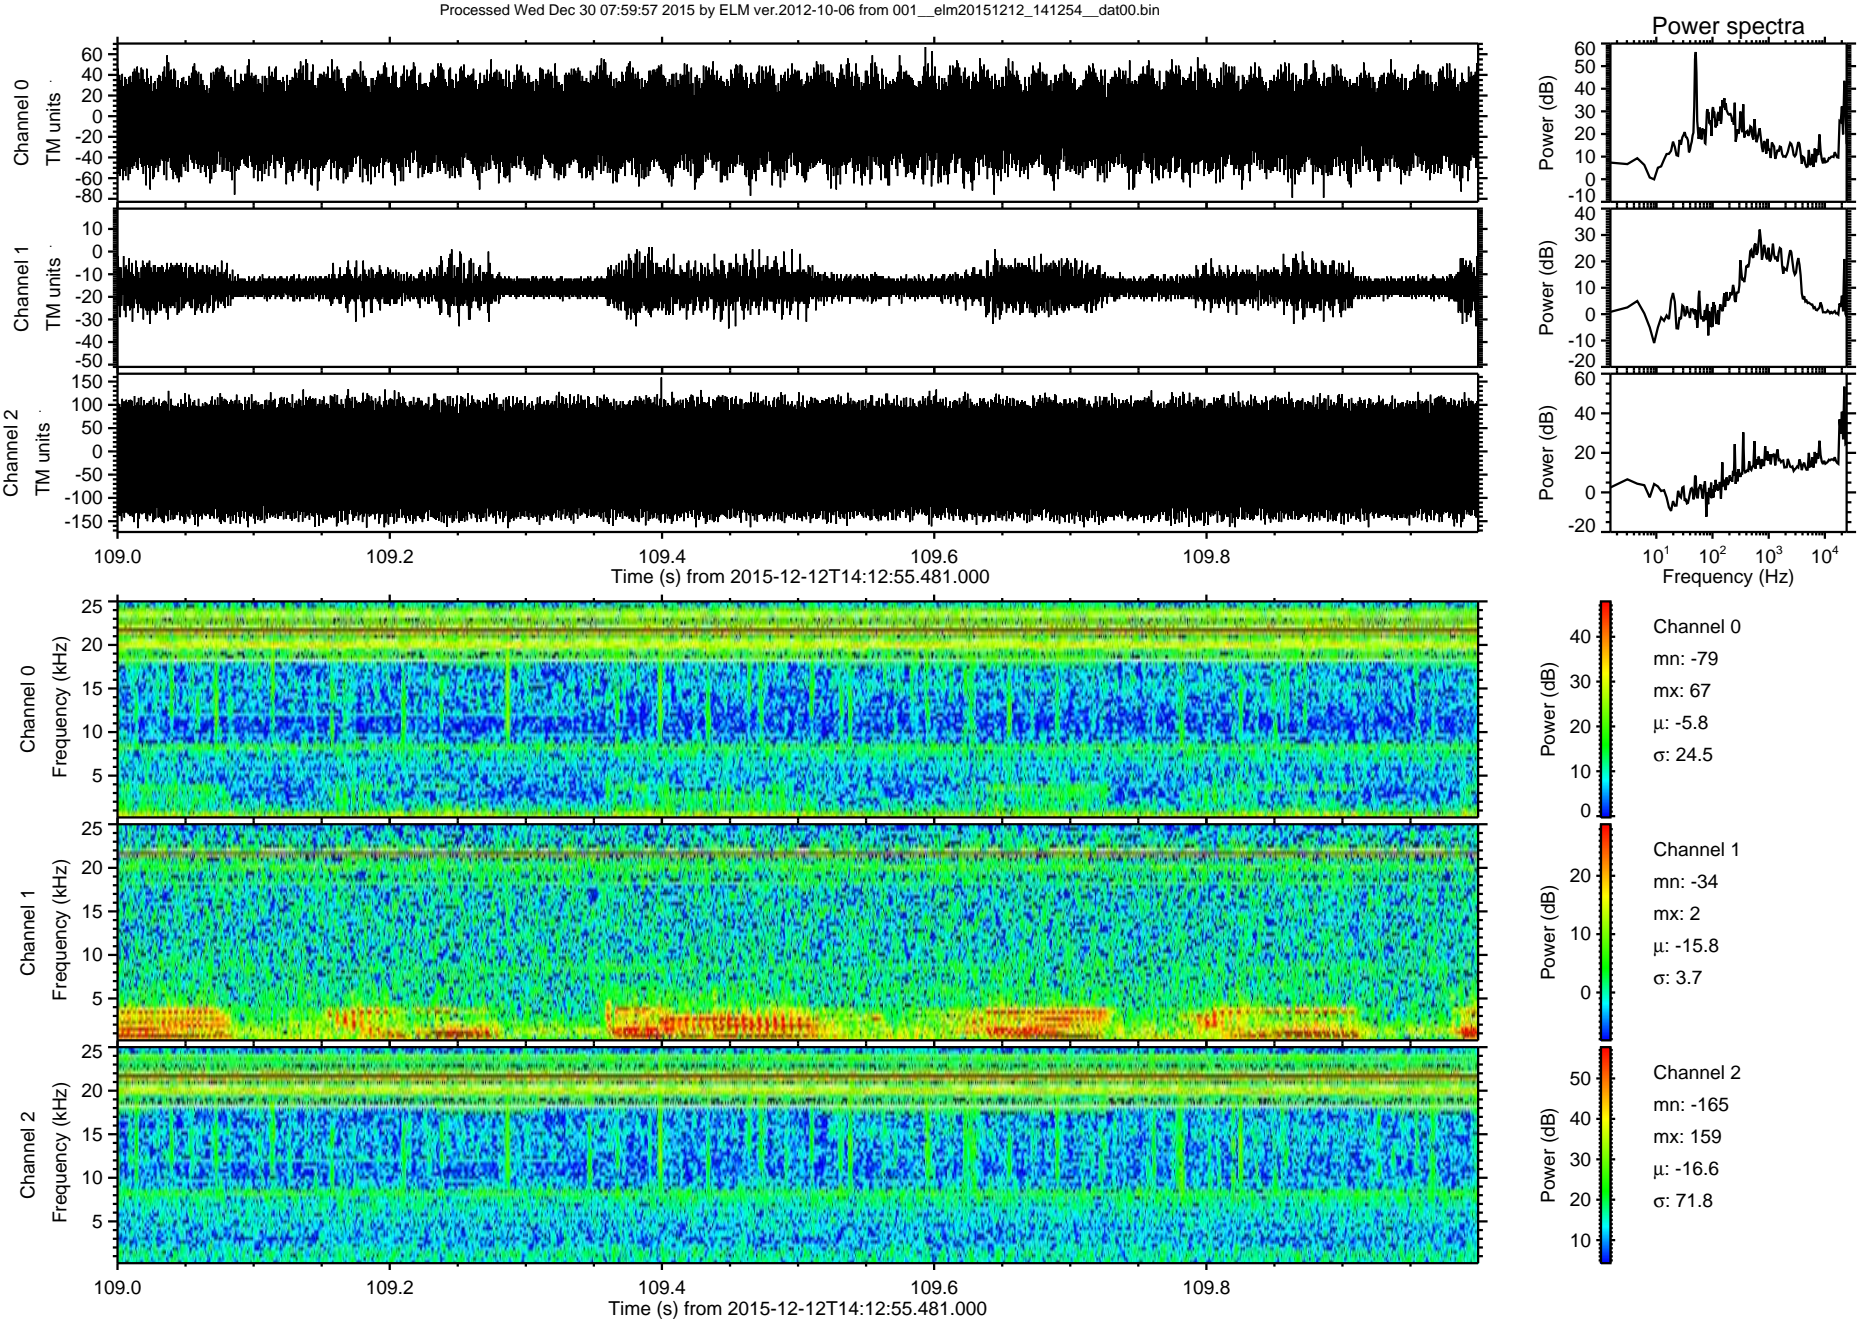 Processed Wed Dec 30 07:59:57 2015 by ELM ver.2012-10-06 from 001__elm20151212_141254__dat00.bin
Power spectra
Channel 0
TM units
60
40
20
0
-20
-40
-60
-80
Power (dB)
60
50
40
30
20
10
0
-10
Channel 1
TM units
10
0
-10
-20
-30
-40
-50
Power (dB)
40
30
20
10
0
-10
-20
Channel 2
TM units
150
100
50
0
-50
-100
-150
Power (dB)
60
40
20
0
-20
109.0 109.2 109.4 109.6 109.8
Time (s) from 2015-12-12T14:12:55.481.000
10¹ 10² 10³ 10⁴
Frequency (Hz)
Channel 0
Frequency (kHz)
25
20
15
10
5
Power (dB)
40
30
20
10
0
Channel 0
mn: -79
mx: 67
µ: -5.8
σ: 24.5
Channel 1
Frequency (kHz)
25
20
15
10
5
Power (dB)
20
10
0
Channel 1
mn: -34
mx: 2
µ: -15.8
σ: 3.7
Channel 2
Frequency (kHz)
25
20
15
10
5
Power (dB)
50
40
30
20
10
Channel 2
mn: -165
mx: 159
µ: -16.6
σ: 71.8
109.0 109.2 109.4 109.6 109.8
Time (s) from 2015-12-12T14:12:55.481.000